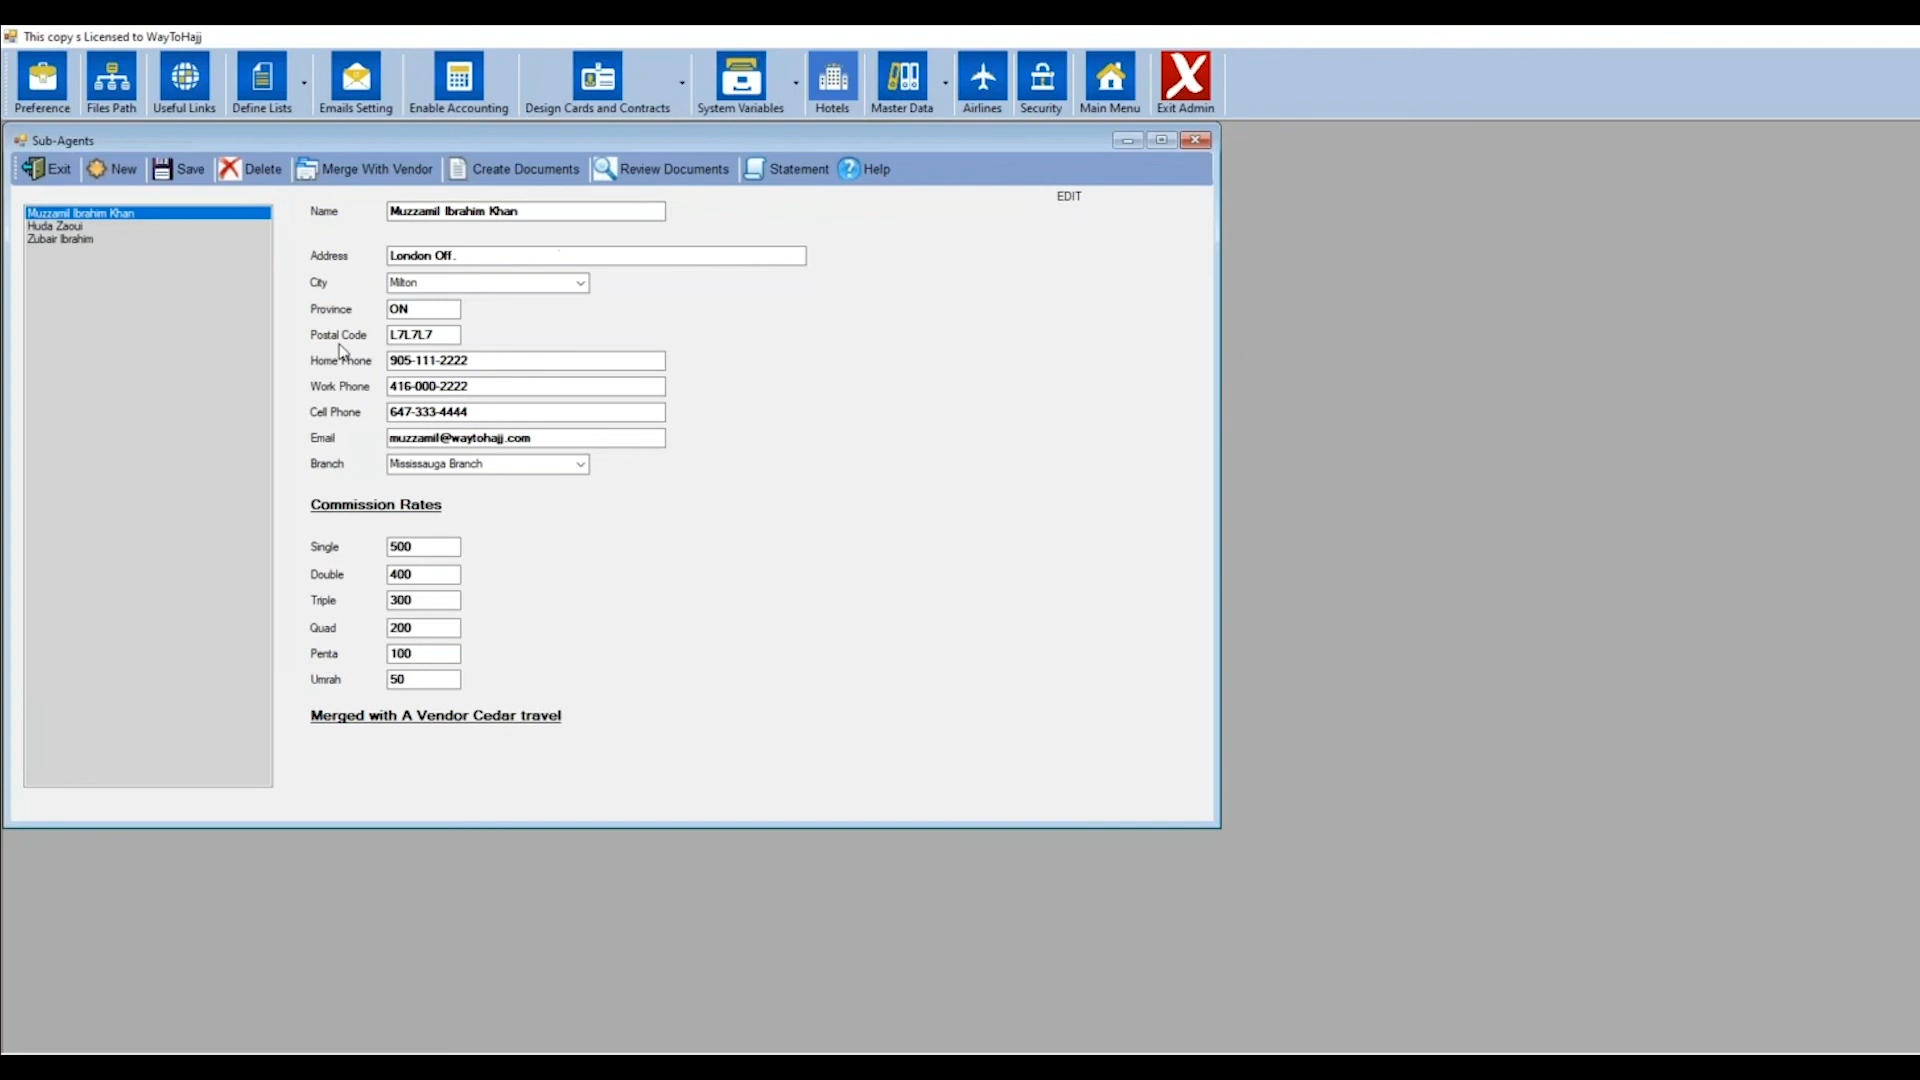 This copy s Licensed to WayToHajj
Preference Files Path Useful Links Define Lists Emails Setting Enable Accounting Design Cards and Contracts System Variables Hotels Master Data Airlines Security Main Menu Exit Admin
Sub-Agents
Exit New Save Delete Merge With Vendor Create Documents Review Documents Statement Help
EDIT
Muzzamil Ibrahim Khan
Huda Zaoui
Zubair Ibrahim
Name Muzzamil Ibrahim Khan
Address London Off.
City Milton
Province ON
Postal Code L7L7L7
Home Phone 905-111-2222
Work Phone 416-000-2222
Cell Phone 647-333-4444
Email muzzamil@waytohajj.com
Branch Mississauga Branch
Commission Rates
Single 500
Double 400
Triple 300
Quad 200
Penta 100
Umrah 50
Merged with A Vendor Cedar travel